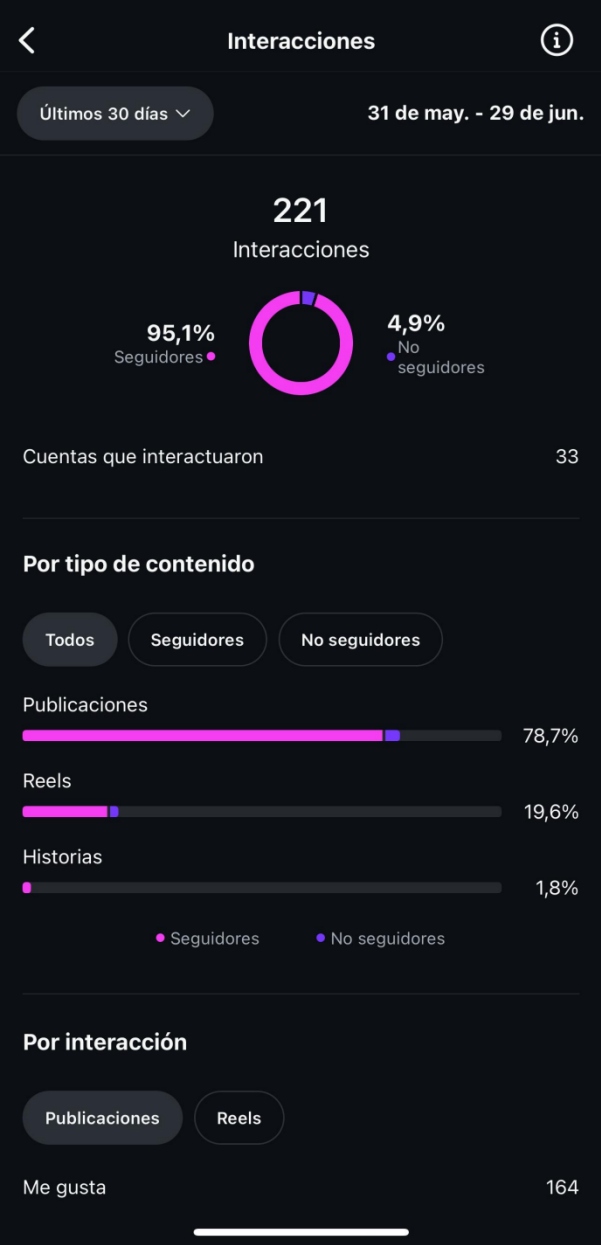 Interacciones
Últimos 30 días
31 de may. - 29 de jun.
221
Interacciones
95,1%
Seguidores
4,9%
No
seguidores
Cuentas que interactuaron 33
Por tipo de contenido
Todos Seguidores No seguidores
Publicaciones
78,7%
Reels
19,6%
Historias
1,8%
Seguidores No seguidores
Por interacción
Publicaciones Reels
Me gusta 164